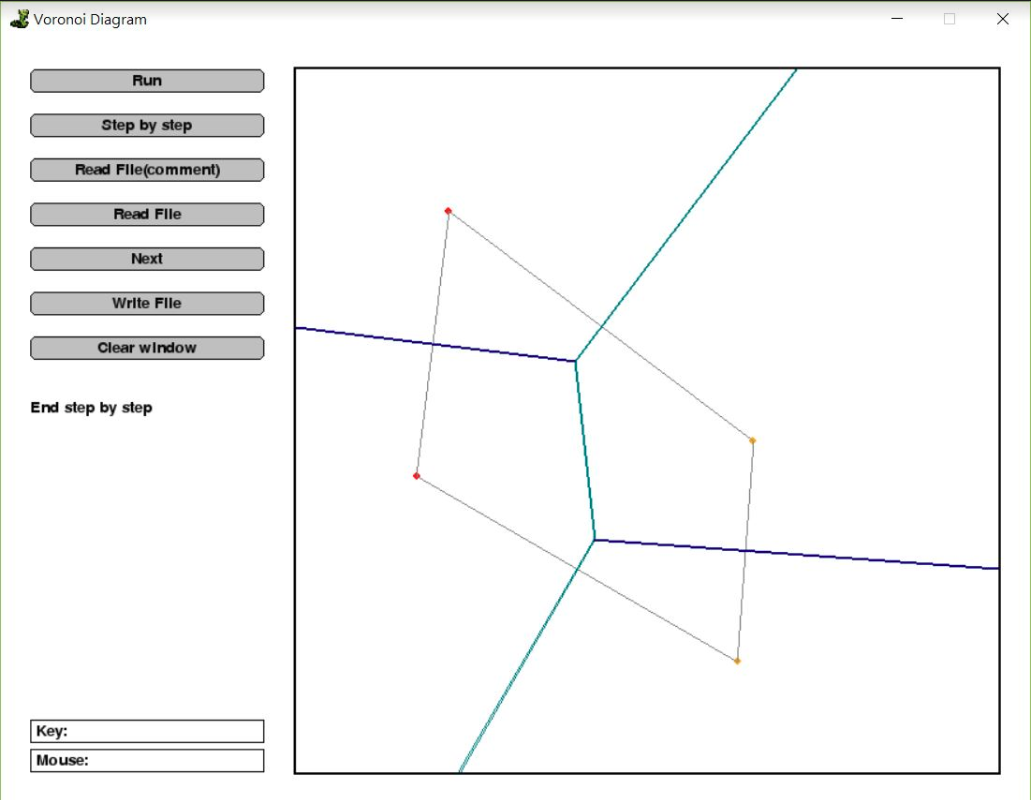 Voronoi Diagram
Run
Step by step
Read File(comment)
Read File
Next
Write File
Clear window
End step by step
Key:
Mouse: